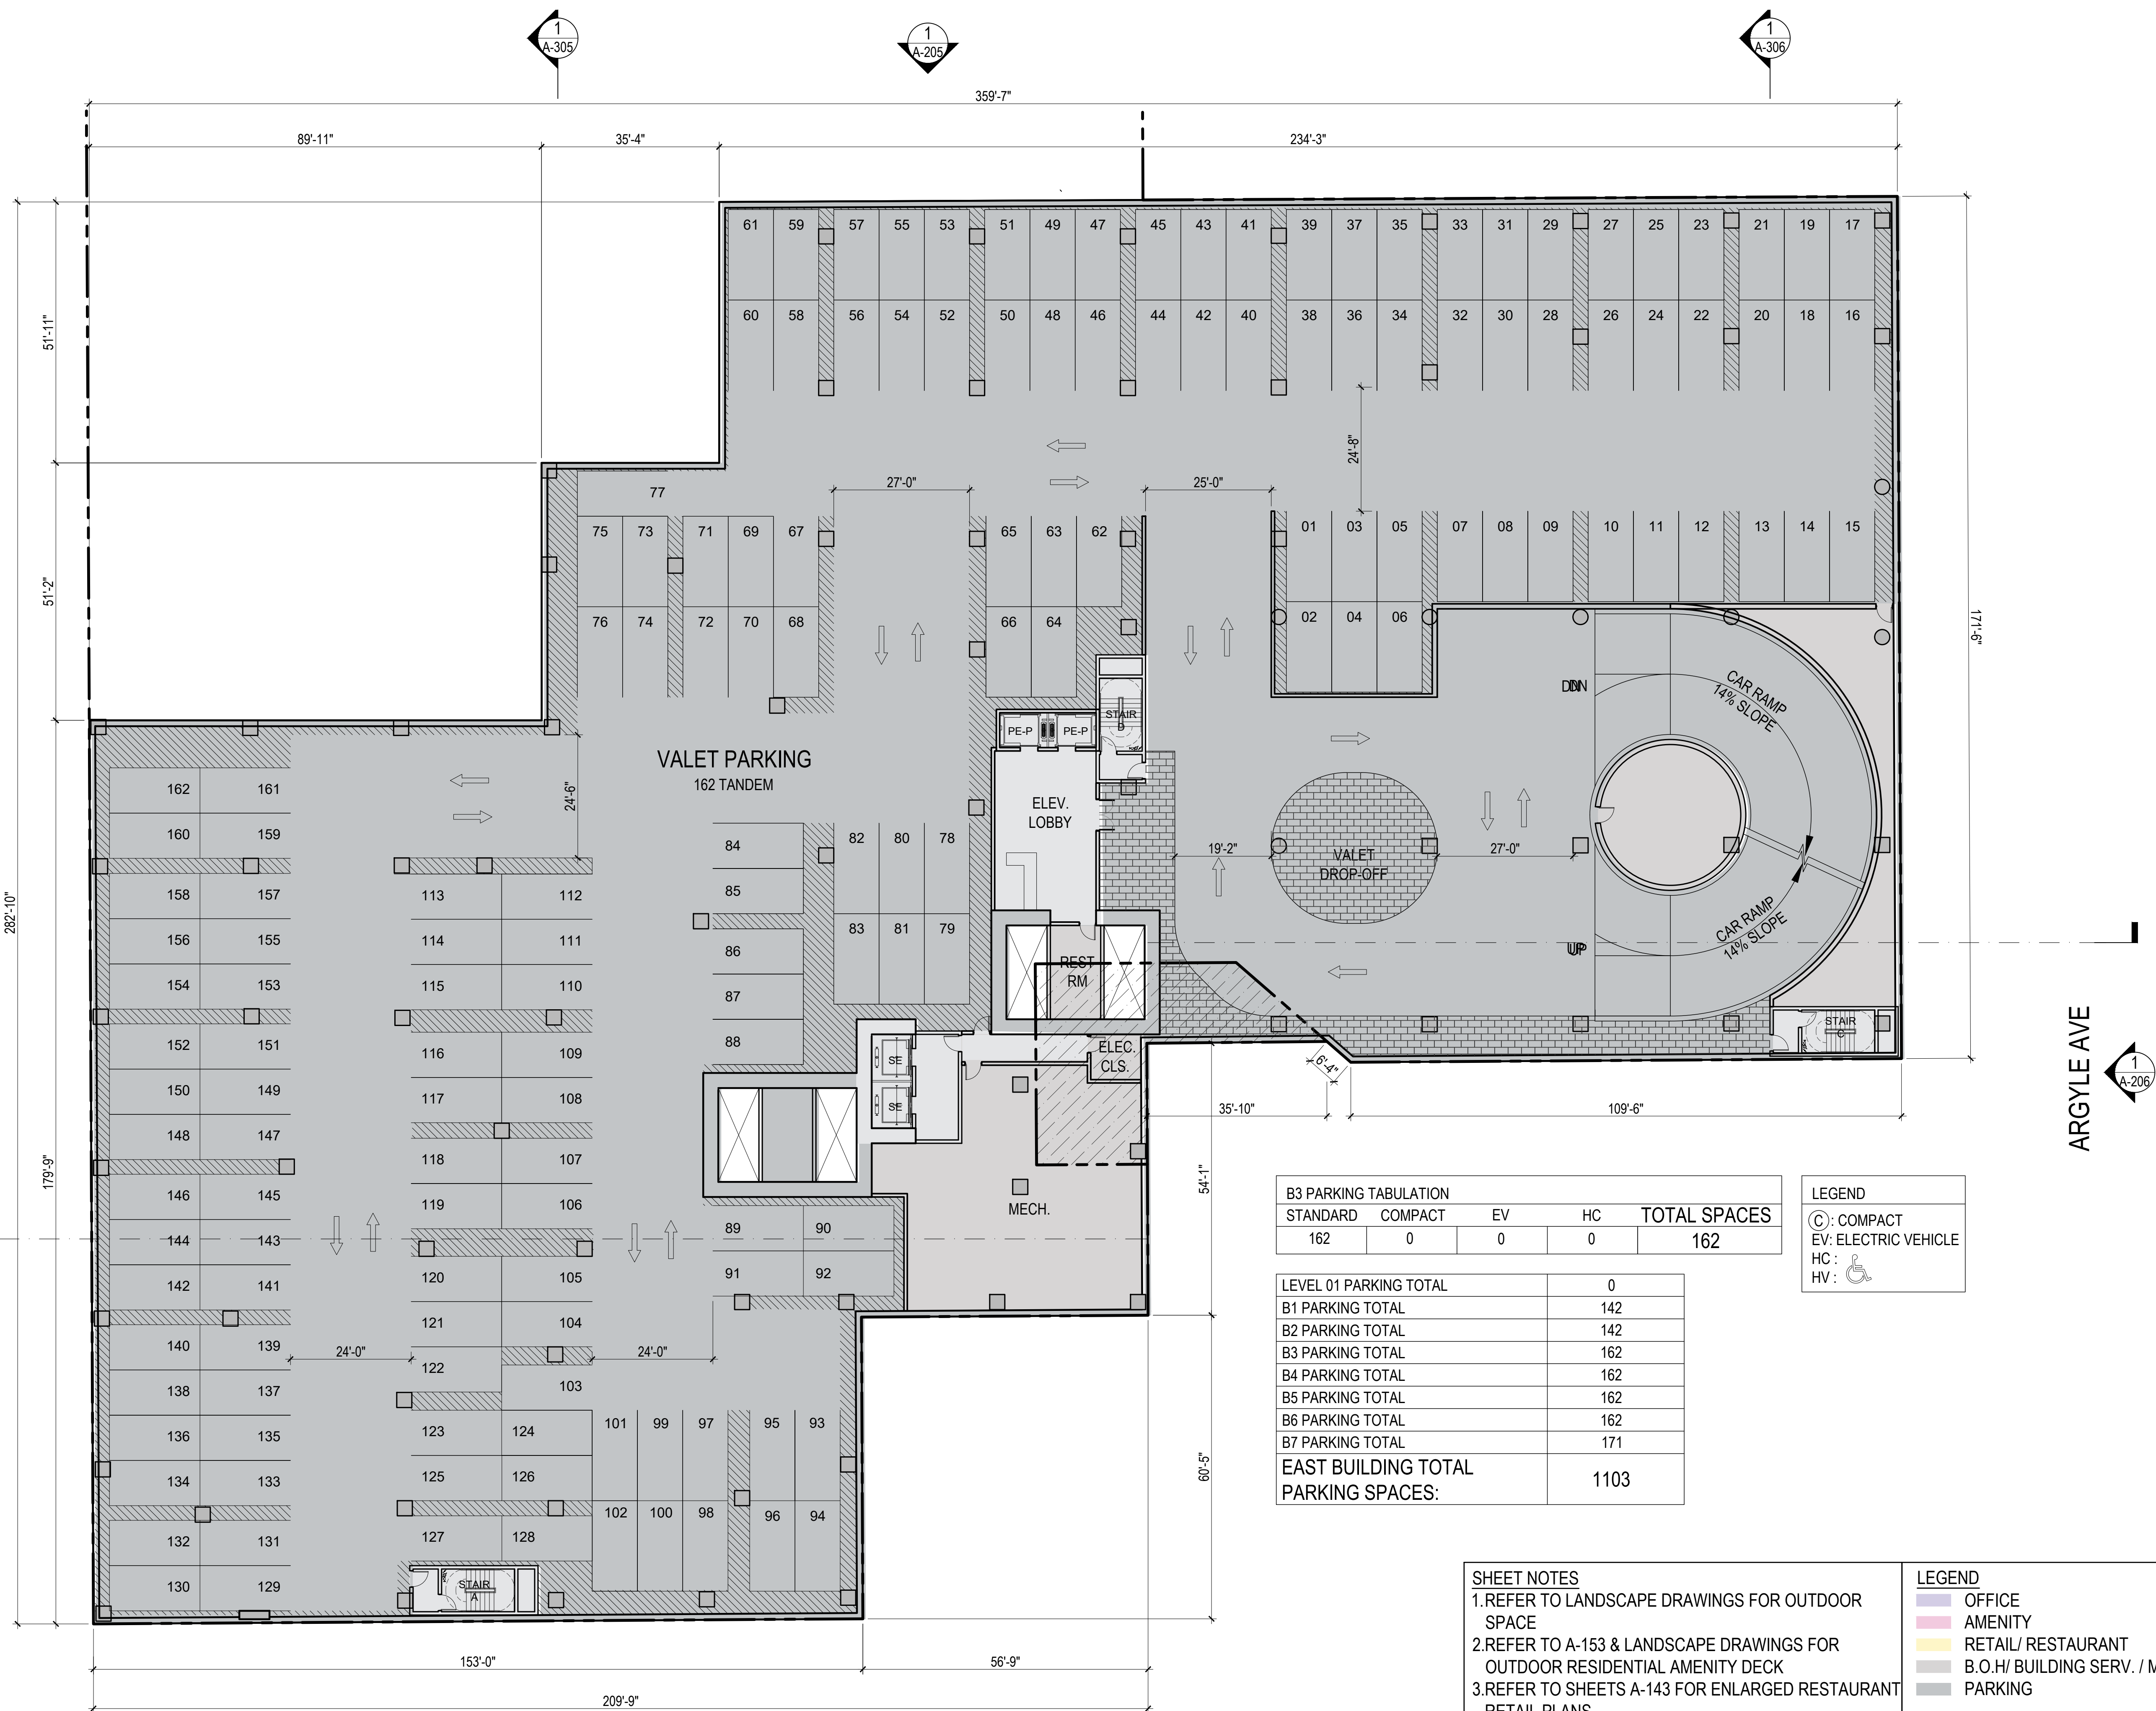 1
A-305
1
A-205
1
A-306
359'-7"
89'-11"
35'-4"
234'-3"
61 59 57 55 53 51 49 47 45 43 41 39 37 35 33 31 29 27 25 23 21 19 17
60 58 56 54 52 50 48 46 44 42 40 38 36 34 32 30 28 26 24 22 20 18 16
51'-11"
24'-8"
77
27'-0"
25'-0"
75 73 71 69 67 65 63 62 01 03 05 07 08 09 10 11 12 13 14 15
51'-2"
171'-6"
76 74 72 70 68 66 64 02 04 06
DN
CAR RAMP
14% SLOPE
STAIR
PE-P PE-P
VALET PARKING
162 TANDEM
24'-6"
ELEV.
LOBBY
162 161
160 159
84
82 80 78
19'-2"
VALET
DROP-OFF
27'-0"
158 157 113 112 85
282'-10"
156 155 114 111 86
83 81 79
CAR RAMP
14% SLOPE
UP
154 153 115 110 87
REST
RM
152 151 116 109 88
SE
SE
ELEC.
CLS.
STAIR
C
ARGYLE AVE
1
A-206
150 149 117 108
6'-4"
35'-10"
109'-6"
148 147 118 107
179'-9"
54'-1"
146 145 119 106
MECH.
89 90
144 143
91 92
142 141 120 105
121 104
140 139 122
24'-0"
24'-0"
103
138 137
101 99 97 95 93
136 135 123 124
134 133 125 126
60'-5"
102 100 98 96 94
132 131 127 128
130 129
STAIR
A
153'-0"
56'-9"
209'-9"
B3 PARKING TABULATION
STANDARD COMPACT EV HC TOTAL SPACES
162 0 0 0 162
LEGEND
C : COMPACT
EV: ELECTRIC VEHICLE
HC :
HV :
LEVEL 01 PARKING TOTAL 0
B1 PARKING TOTAL 142
B2 PARKING TOTAL 142
B3 PARKING TOTAL 162
B4 PARKING TOTAL 162
B5 PARKING TOTAL 162
B6 PARKING TOTAL 162
B7 PARKING TOTAL 171
EAST BUILDING TOTAL
PARKING SPACES: 1103
SHEET NOTES
1.REFER TO LANDSCAPE DRAWINGS FOR OUTDOOR
SPACE
2.REFER TO A-153 & LANDSCAPE DRAWINGS FOR
OUTDOOR RESIDENTIAL AMENITY DECK
3.REFER TO SHEETS A-143 FOR ENLARGED RESTAURANT
RETAIL PLANS
LEGEND
OFFICE
AMENITY
RETAIL/ RESTAURANT
B.O.H/ BUILDING SERV. / M
PARKING